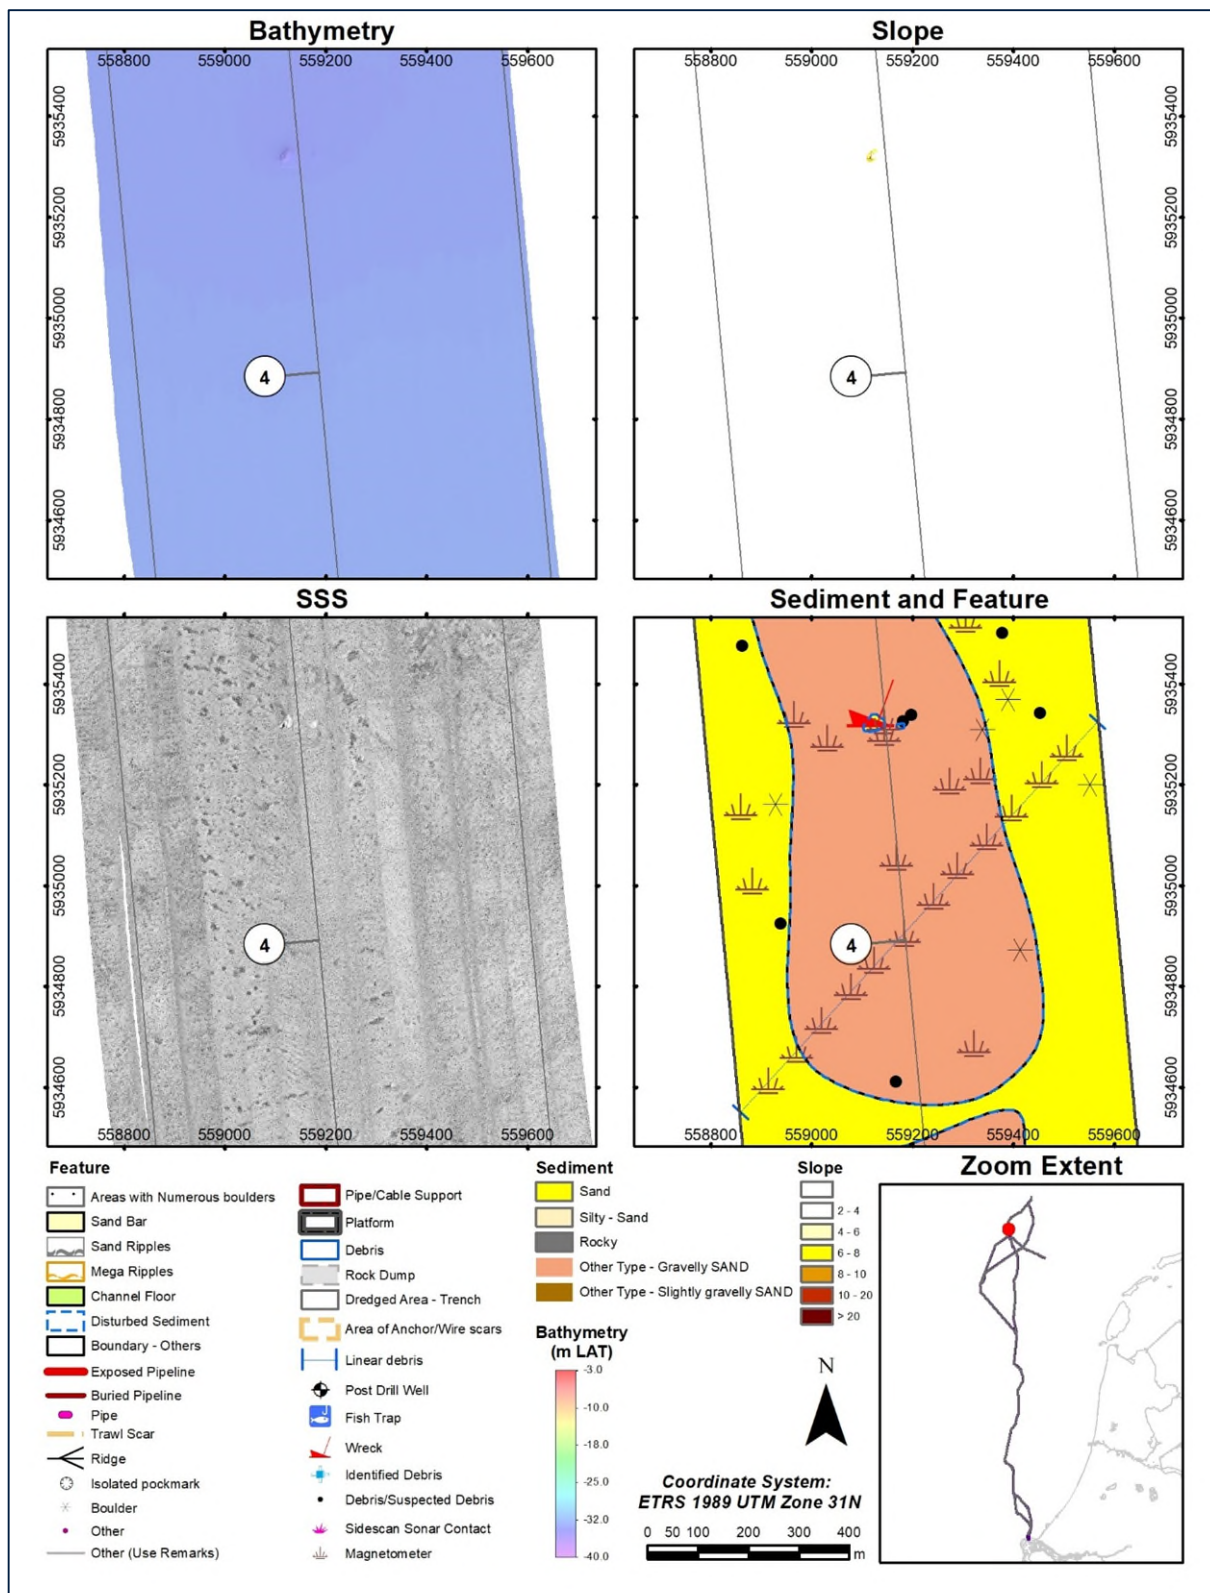 Bathymetry
558800 559000 559200 559400 559600
5935400
5935200
5935000
5934800
5934600
4
Slope
558800 559000 559200 559400 559600
5935400
5935200
5935000
5934800
5934600
4
SSS
5935400
5935200
5935000
5934800
5934600
4
558800 559000 559200 559400 559600
Sediment and Feature
5935400
5935200
5935000
5934800
5934600
4
558800 559000 559200 559400 559600
Feature
Areas with Numerous boulders
Sand Bar
Sand Ripples
Mega Ripples
Channel Floor
Disturbed Sediment
Boundary - Others
Exposed Pipeline
Buried Pipeline
Pipe
Trawl Scar
Ridge
Isolated pockmark
Boulder
Other
Other (Use Remarks)
Pipe/Cable Support
Platform
Debris
Rock Dump
Dredged Area - Trench
Area of Anchor/Wire scars
Linear debris
Post Drill Well
Fish Trap
Wreck
Identified Debris
Debris/Suspected Debris
Sidescan Sonar Contact
Magnetometer
Sediment
Sand
Silty - Sand
Rocky
Other Type - Gravelly SAND
Other Type - Slightly gravelly SAND
Bathymetry
(m LAT)
-3.0
-10.0
-18.0
-25.0
-32.0
-40.0
Slope
2 - 4
4 - 6
6 - 8
8 - 10
10 - 20
> 20
N
Coordinate System:
ETRS 1989 UTM Zone 31N
0 100 200 300 400
m
Zoom Extent